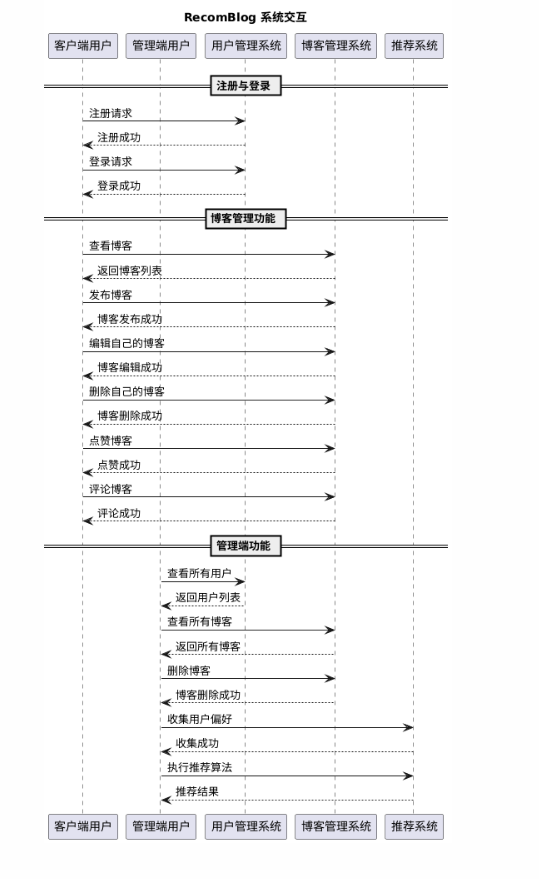 RecomBlog 系统交互
客户端用户 管理端用户 用户管理系统 博客管理系统 推荐系统
注册与登录
注册请求
注册成功
登录请求
登录成功
博客管理功能
查看博客
返回博客列表
发布博客
博客发布成功
编辑自己的博客
博客编辑成功
删除自己的博客
博客删除成功
点赞博客
点赞成功
评论博客
评论成功
管理端功能
查看所有用户
返回用户列表
查看所有博客
返回所有博客
删除博客
博客删除成功
收集用户偏好
收集成功
执行推荐算法
推荐结果
客户端用户 管理端用户 用户管理系统 博客管理系统 推荐系统